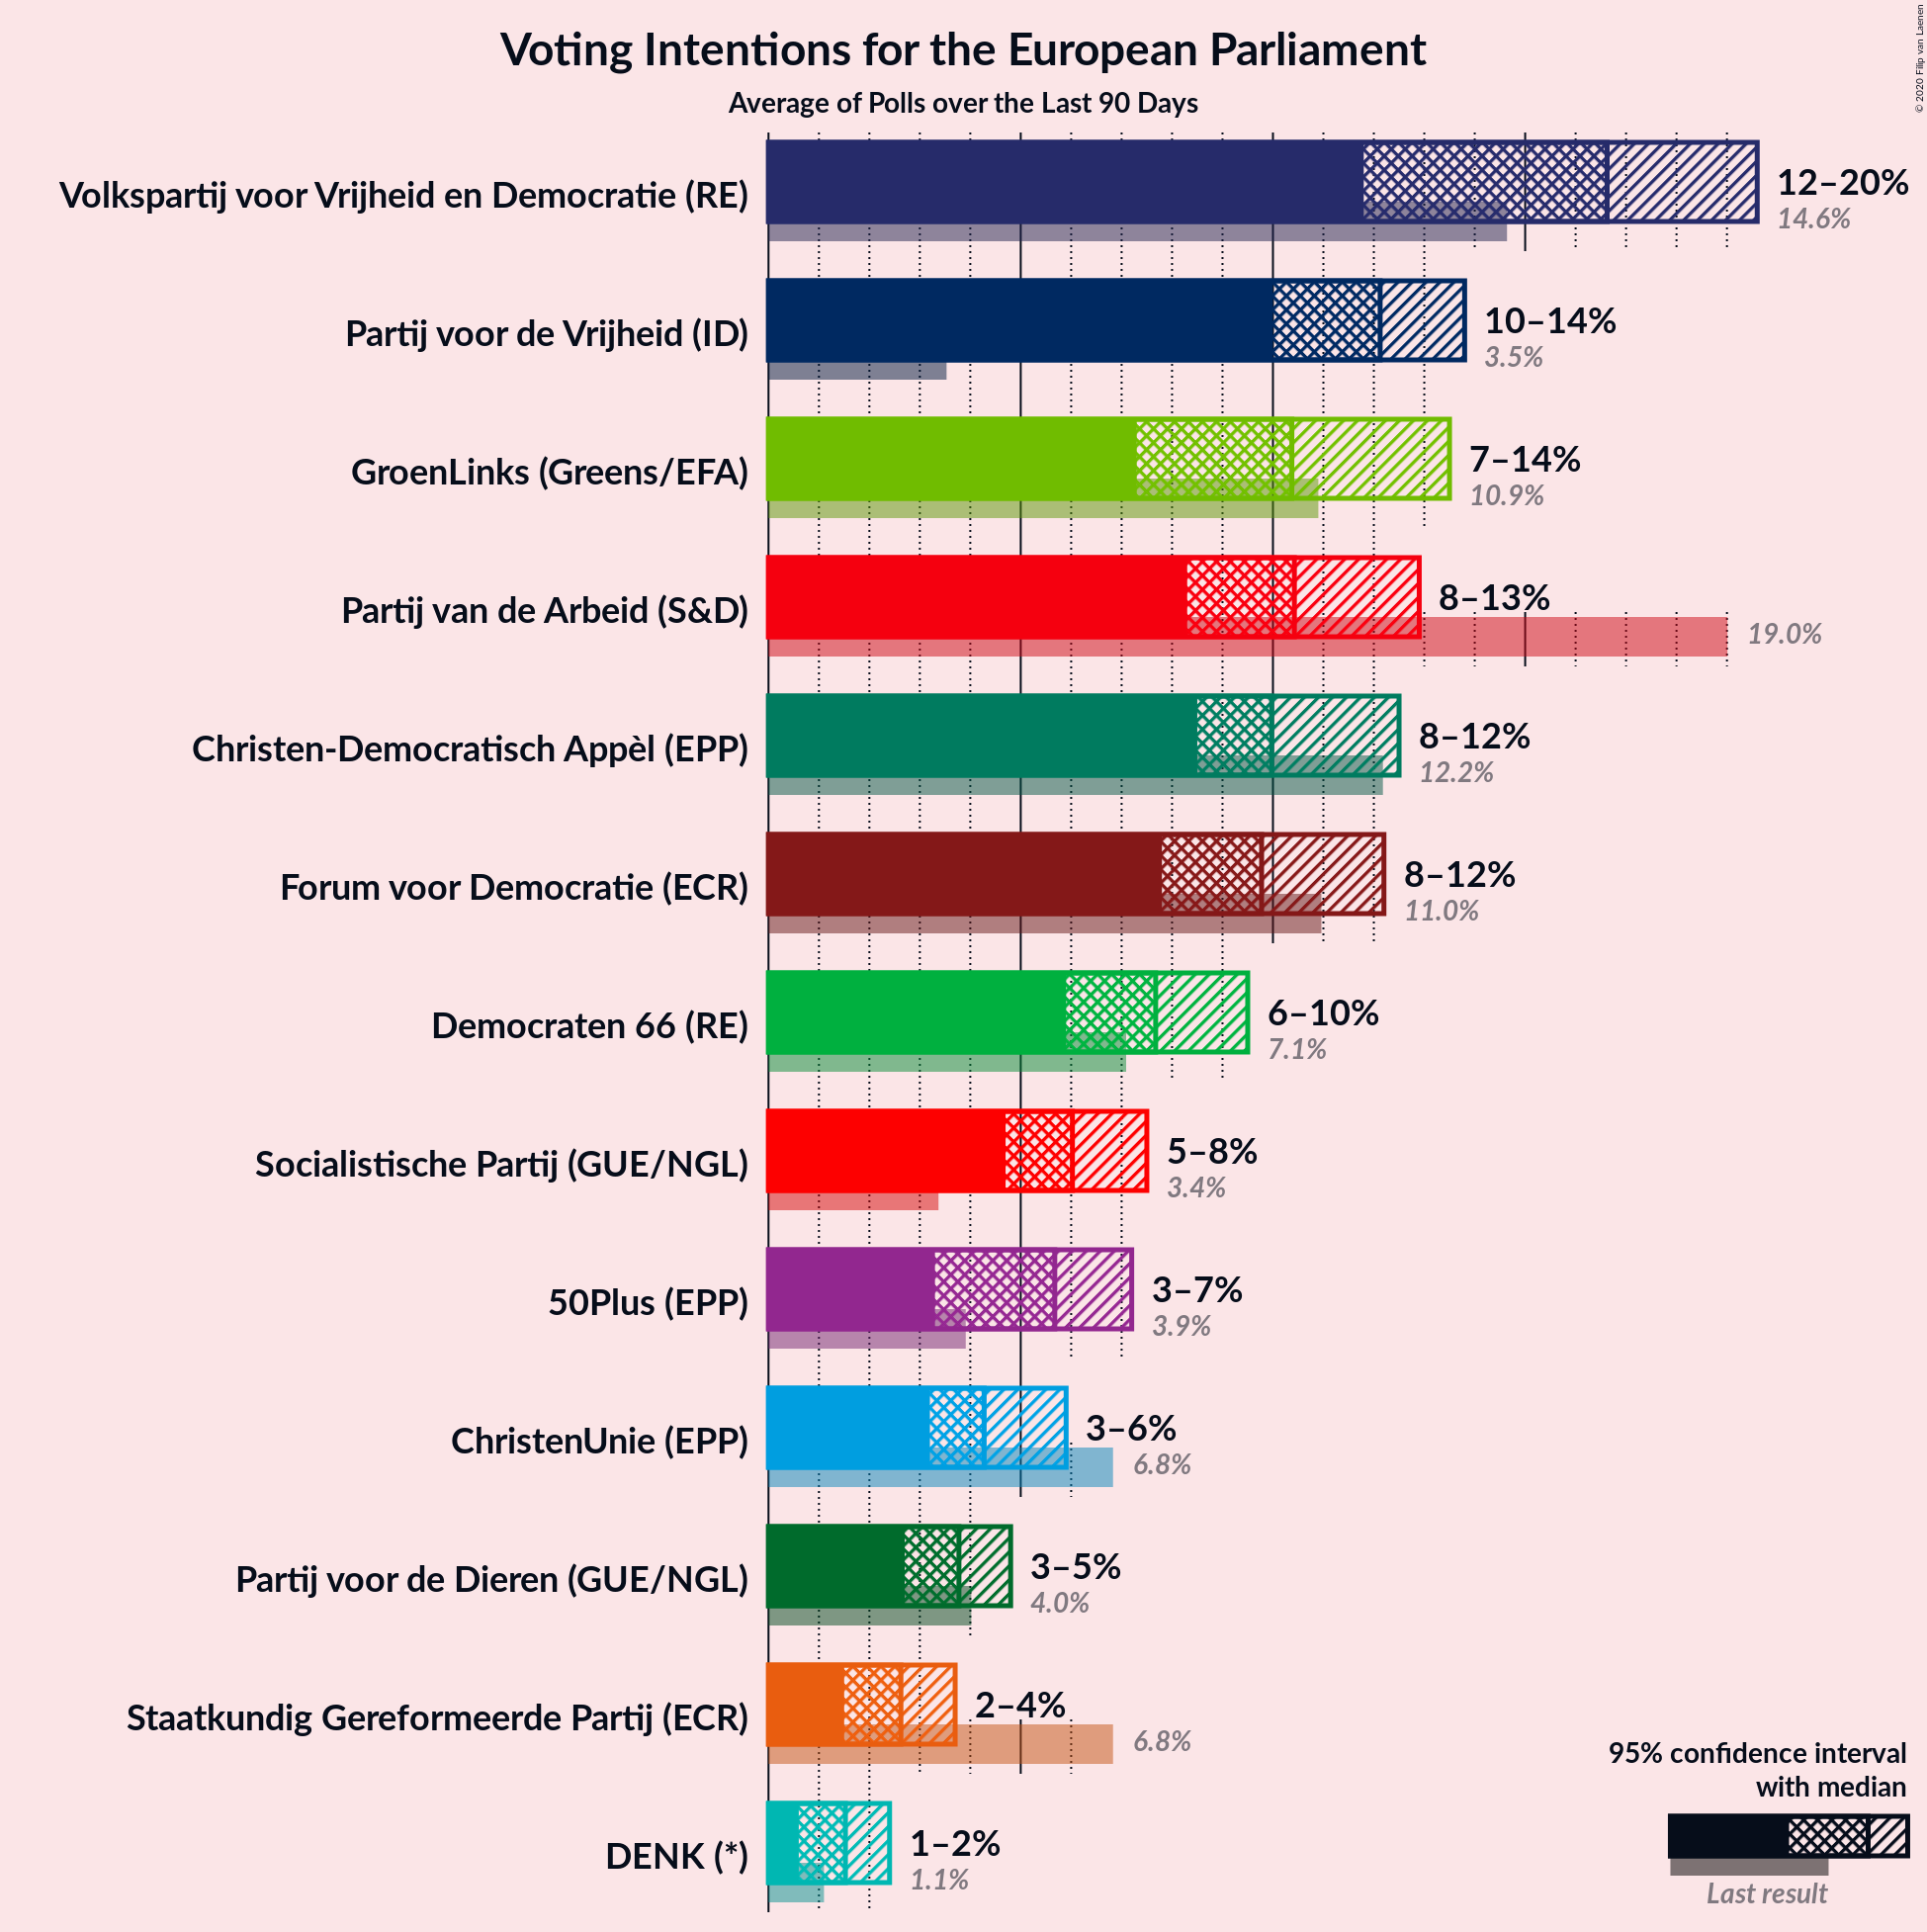 © 2020 Filip van Laenen
Voting Intentions for the European Parliament
Average of Polls over the Last 90 Days
Volkspartij voor Vrijheid en Democratie (RE)
12–20%
14.6%
Partij voor de Vrijheid (ID)
10–14%
3.5%
GroenLinks (Greens/EFA)
7–14%
10.9%
Partij van de Arbeid (S&D)
8–13%
19.0%
Christen-Democratisch Appèl (EPP)
8–12%
12.2%
Forum voor Democratie (ECR)
8–12%
11.0%
Democraten 66 (RE)
6–10%
7.1%
Socialistische Partij (GUE/NGL)
5–8%
3.4%
50Plus (EPP)
3–7%
3.9%
ChristenUnie (EPP)
3–6%
6.8%
Partij voor de Dieren (GUE/NGL)
3–5%
4.0%
Staatkundig Gereformeerde Partij (ECR)
2–4%
6.8%
DENK (*)
1–2%
1.1%
95% confidence interval
with median
Last result